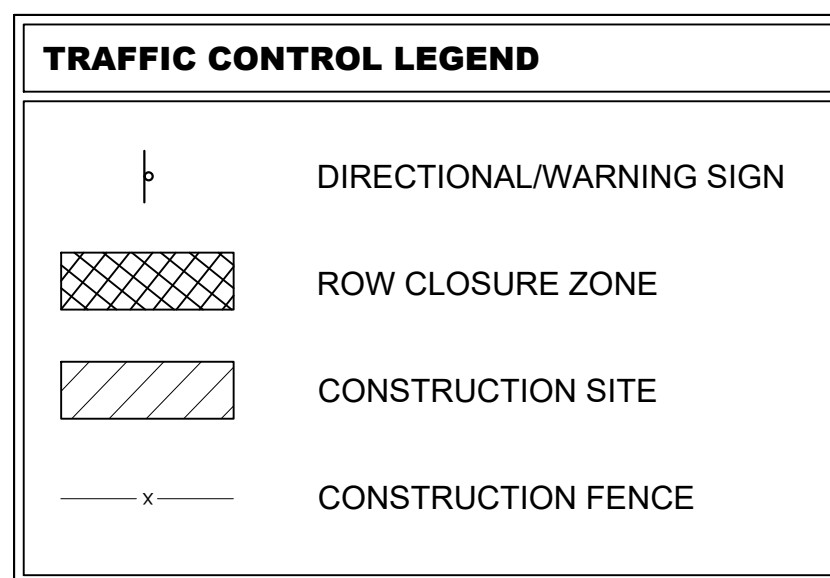 TRAFFIC CONTROL LEGEND
DIRECTIONAL/WARNING SIGN
ROW CLOSURE ZONE
CONSTRUCTION SITE
x CONSTRUCTION FENCE